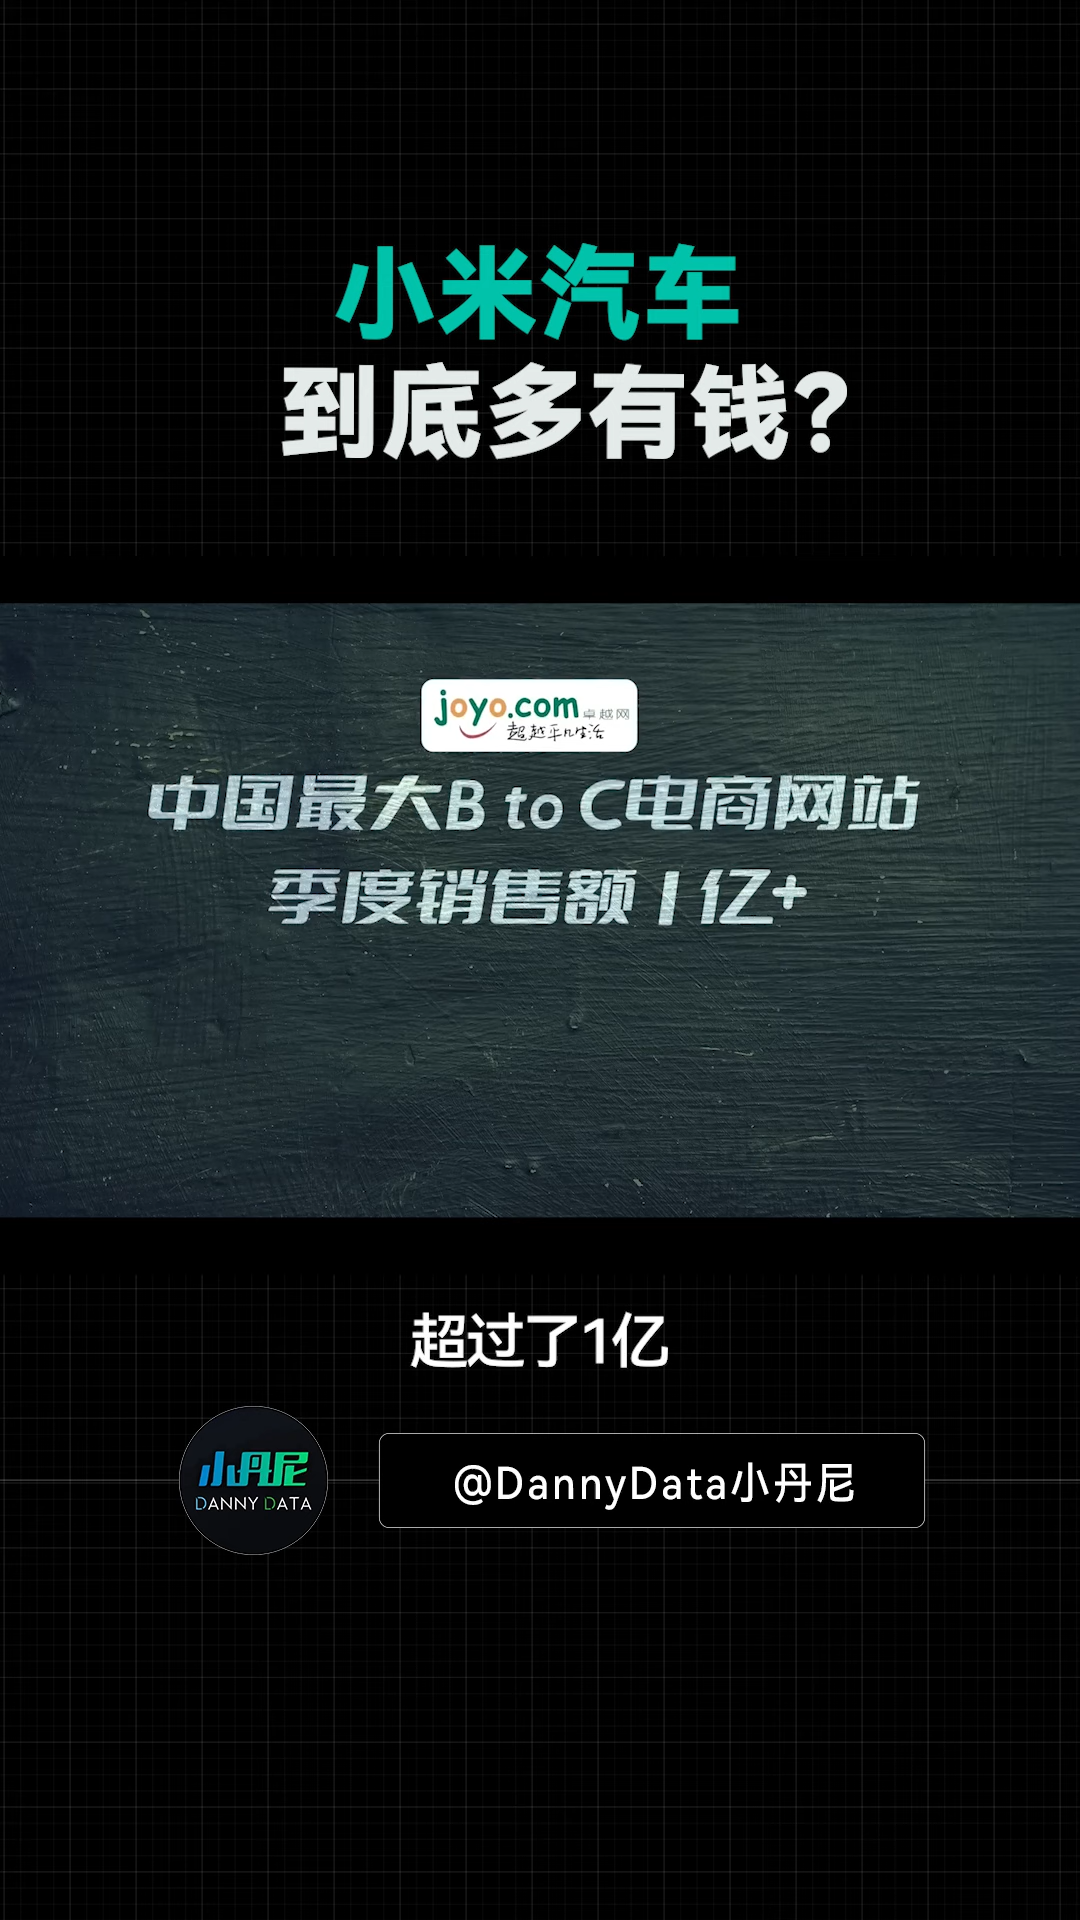 小米汽车
到底多有钱?
joyo.com 卓越网
超越平凡生活
中国最大B to C电商网站
季度销售额1亿+
超过了1亿
小丹尼
DANNY DATA
@DannyData小丹尼